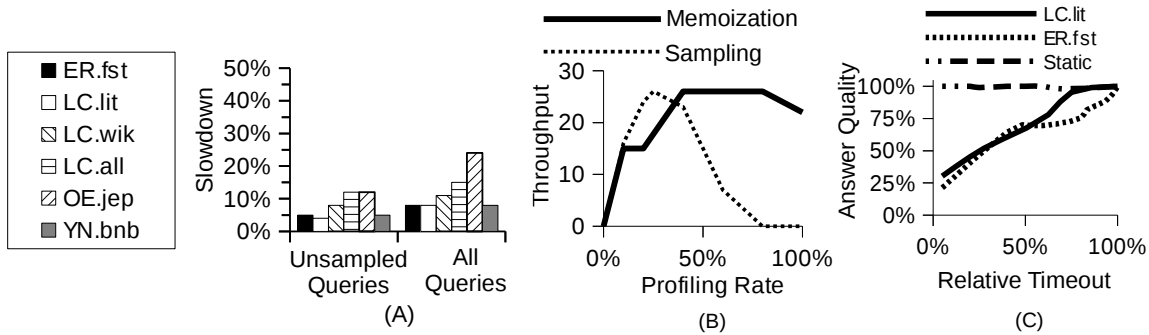 ER.fst
LC.lit
LC.wik
LC.all
OE.jep
YN.bnb
Slowdown
50%
40%
30%
20%
10%
0%
Unsampled Queries
All Queries
(A)
Memoization
Sampling
Throughput
30
20
10
0
0%
50%
100%
Profiling Rate
(B)
LC.lit
ER.fst
Static
Answer Quality
100%
75%
50%
25%
0%
0%
50%
100%
Relative Timeout
(C)